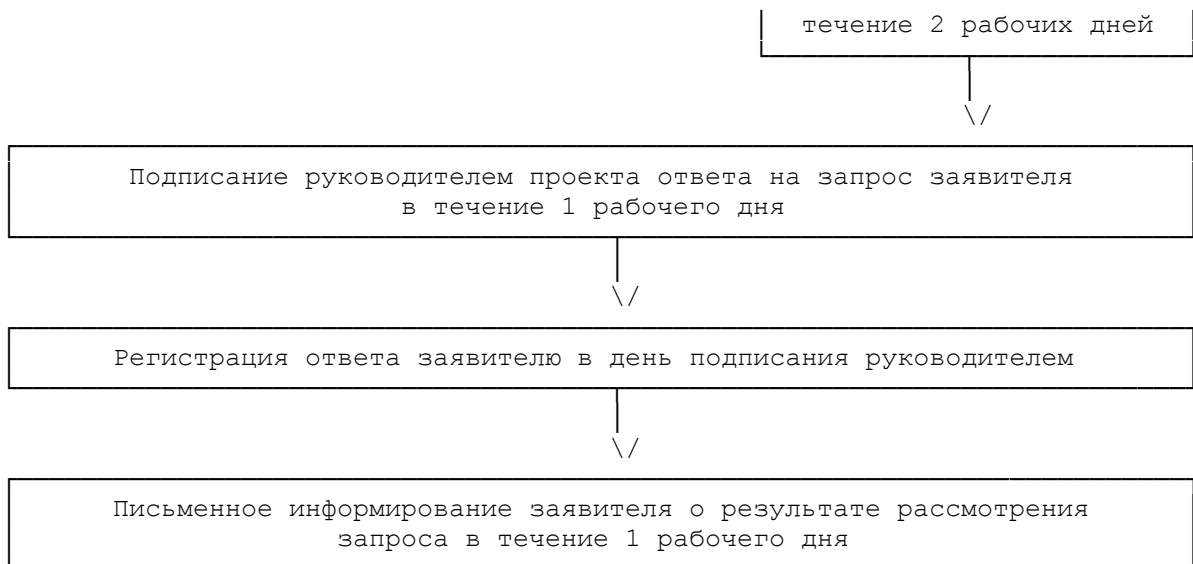 течение 2 рабочих дней
Подписание руководителем проекта ответа на запрос заявителя
в течение 1 рабочего дня
Регистрация ответа заявителю в день подписания руководителем
Письменное информирование заявителя о результате рассмотрения
запроса в течение 1 рабочего дня